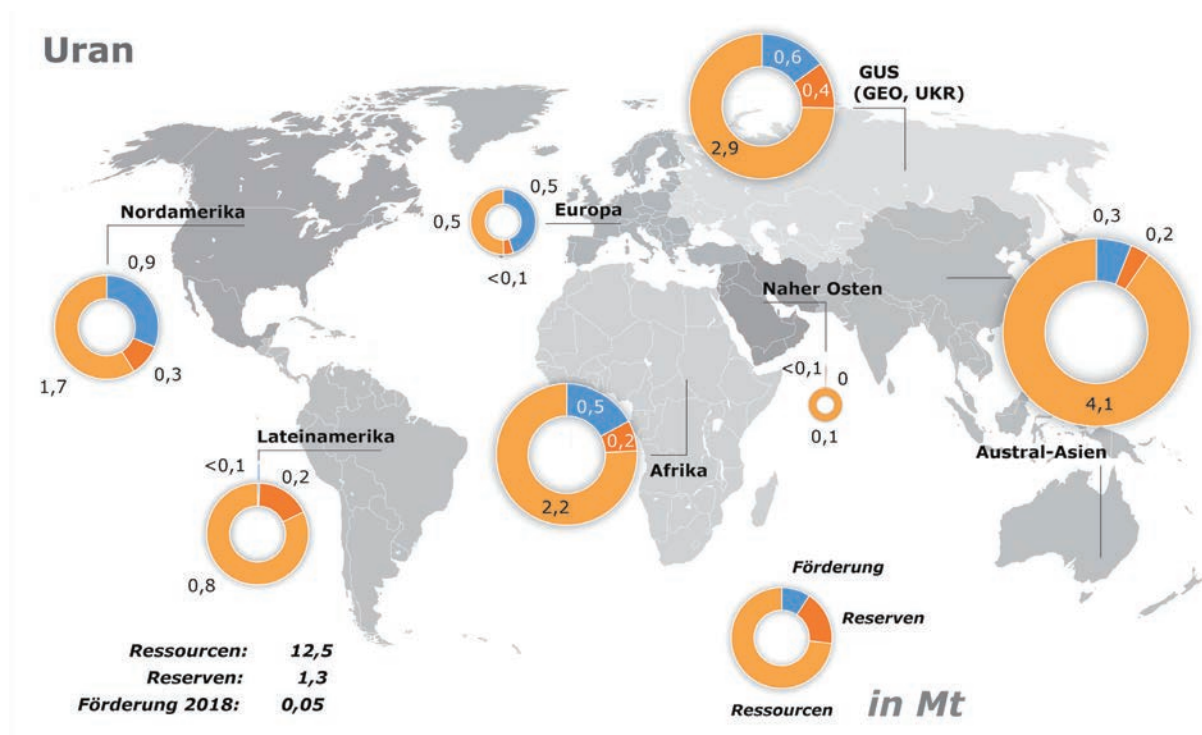 Uran
GUS
(GEO, UKR)
0,6
0,4
2,9
Nordamerika
0,9
0,3
1,7
Europa
0,5
0,5
<0,1
Naher Osten
<0,1
0
0,1
0,3
0,2
4,1
Austral-Asien
Lateinamerika
<0,1
0,2
0,8
Afrika
0,5
0,2
2,2
Förderung
Reserven
Ressourcen
in Mt
Ressourcen: 12,5
Reserven: 1,3
Förderung 2018: 0,05